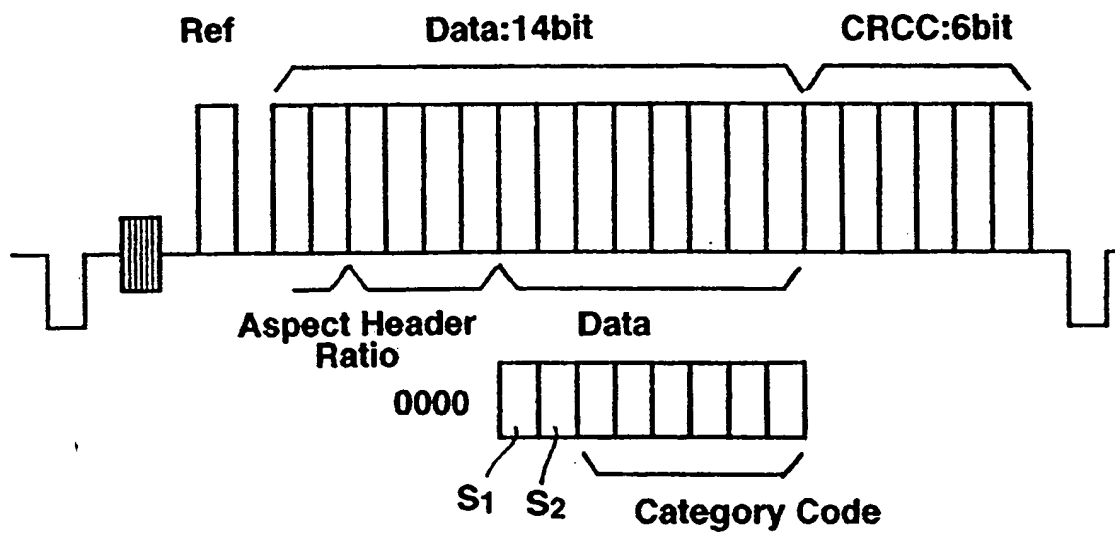 Ref Data:14bit CRCC:6bit
Aspect Header Data
Ratio
0000
S1 S2
Category Code